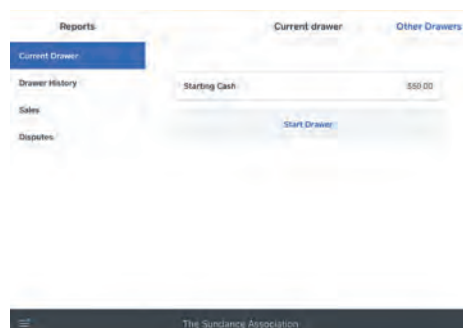 Reports
Current drawer
Other Drawers
Current Drawer
Drawer History
Sales
Disputes
Starting Cash
$50.00
Start Drawer
The Sundance Association